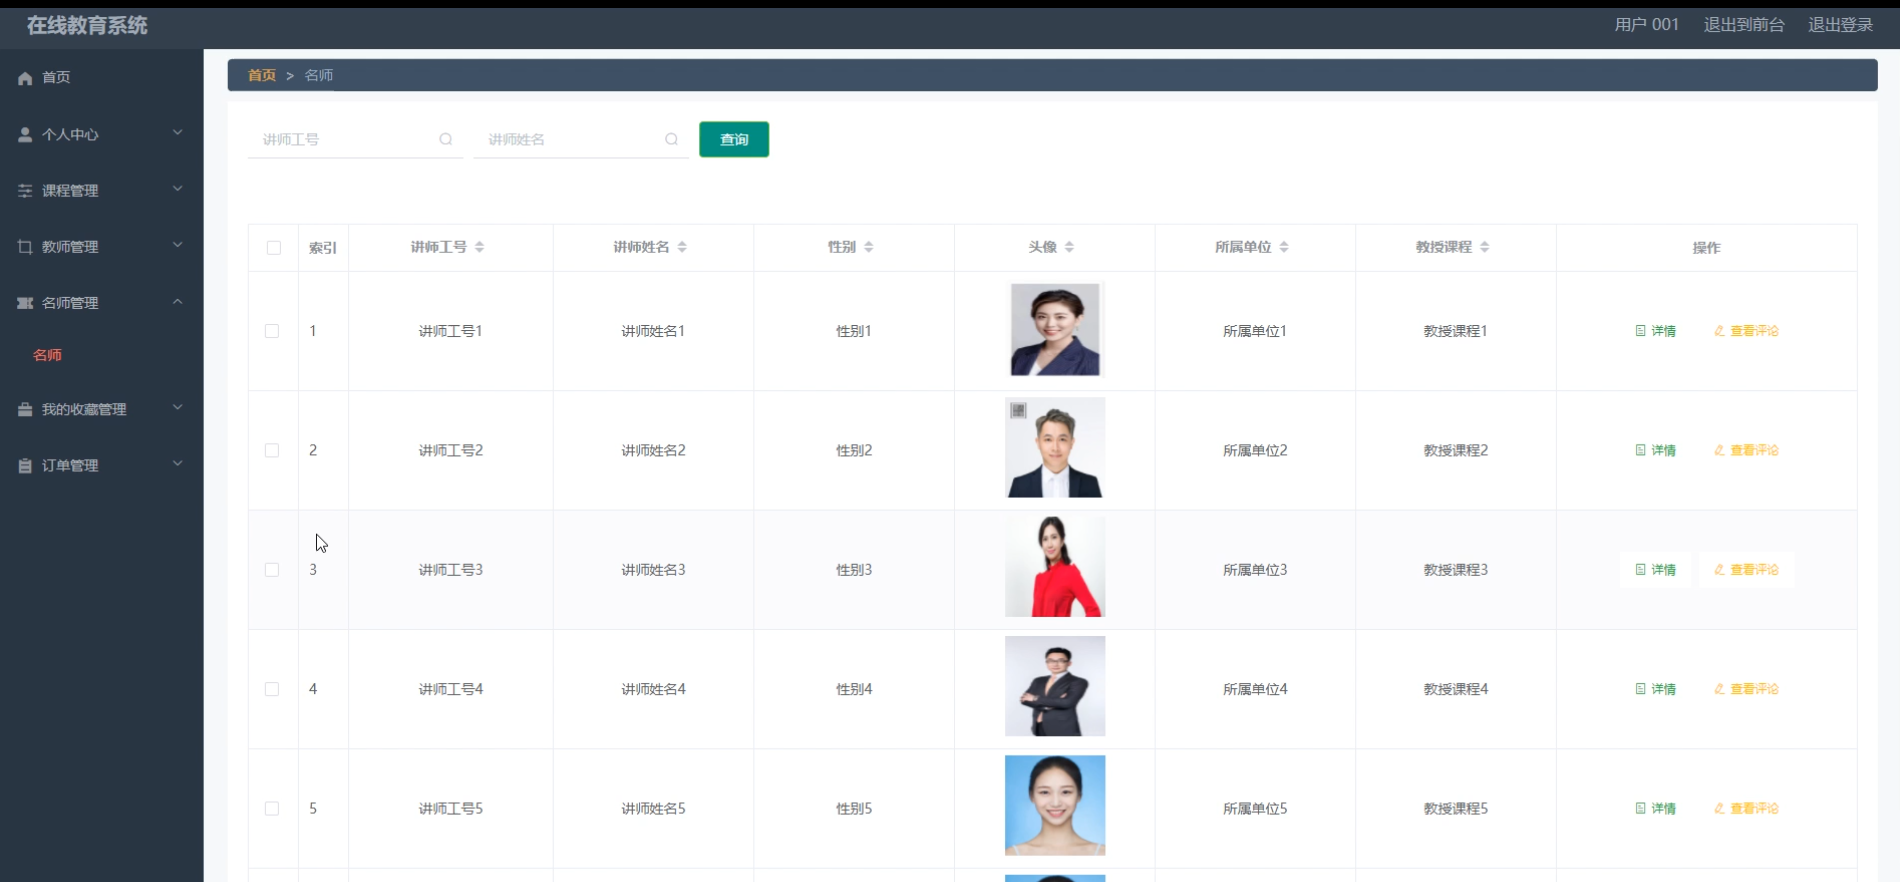 在线教育系统
用户 001 退出到前台 退出登录
首页
个人中心
课程管理
教师管理
名师管理
名师
我的收藏管理
订单管理
首页 > 名师
讲师工号 讲师姓名 查询
索引 讲师工号 讲师姓名 性别 头像 所属单位 教授课程 操作
1 讲师工号1 讲师姓名1 性别1 所属单位1 教授课程1 详情 查看评论
2 讲师工号2 讲师姓名2 性别2 所属单位2 教授课程2 详情 查看评论
3 讲师工号3 讲师姓名3 性别3 所属单位3 教授课程3 详情 查看评论
4 讲师工号4 讲师姓名4 性别4 所属单位4 教授课程4 详情 查看评论
5 讲师工号5 讲师姓名5 性别5 所属单位5 教授课程5 详情 查看评论